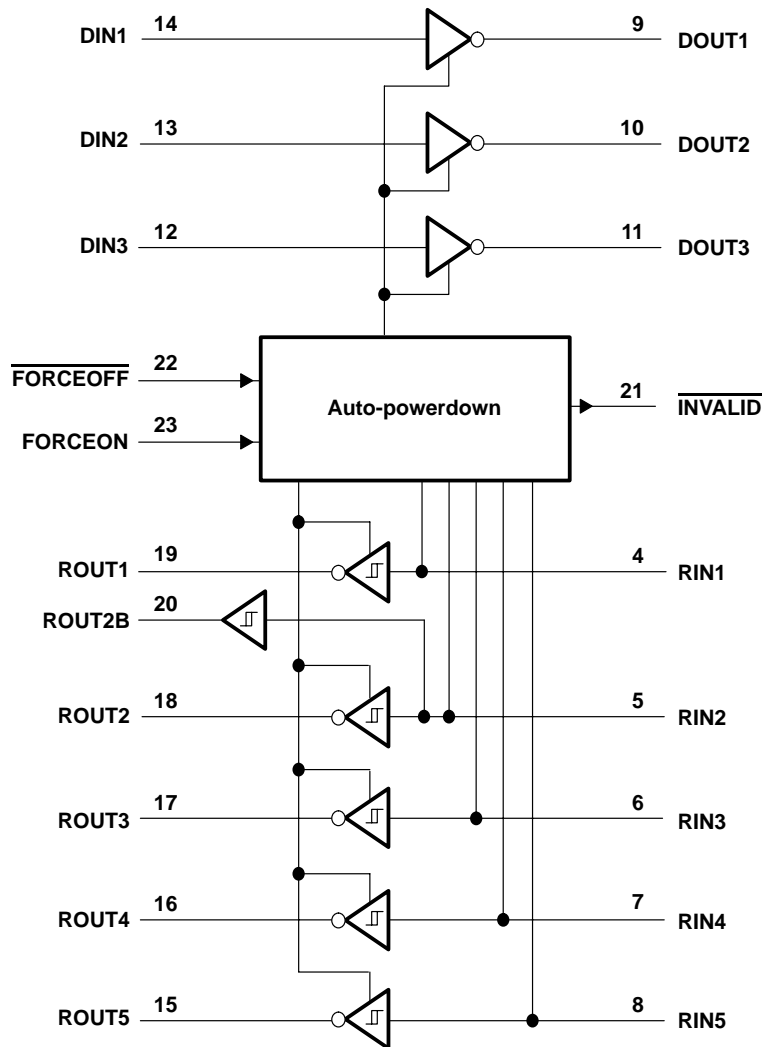 DIN1 14 9 DOUT1
DIN2 13 10 DOUT2
DIN3 12 11 DOUT3
FORCEOFF 22
Auto-powerdown
21 INVALID
FORCEON 23
ROUT1 19 4 RIN1
ROUT2B 20
ROUT2 18 5 RIN2
ROUT3 17 6 RIN3
ROUT4 16 7 RIN4
ROUT5 15 8 RIN5